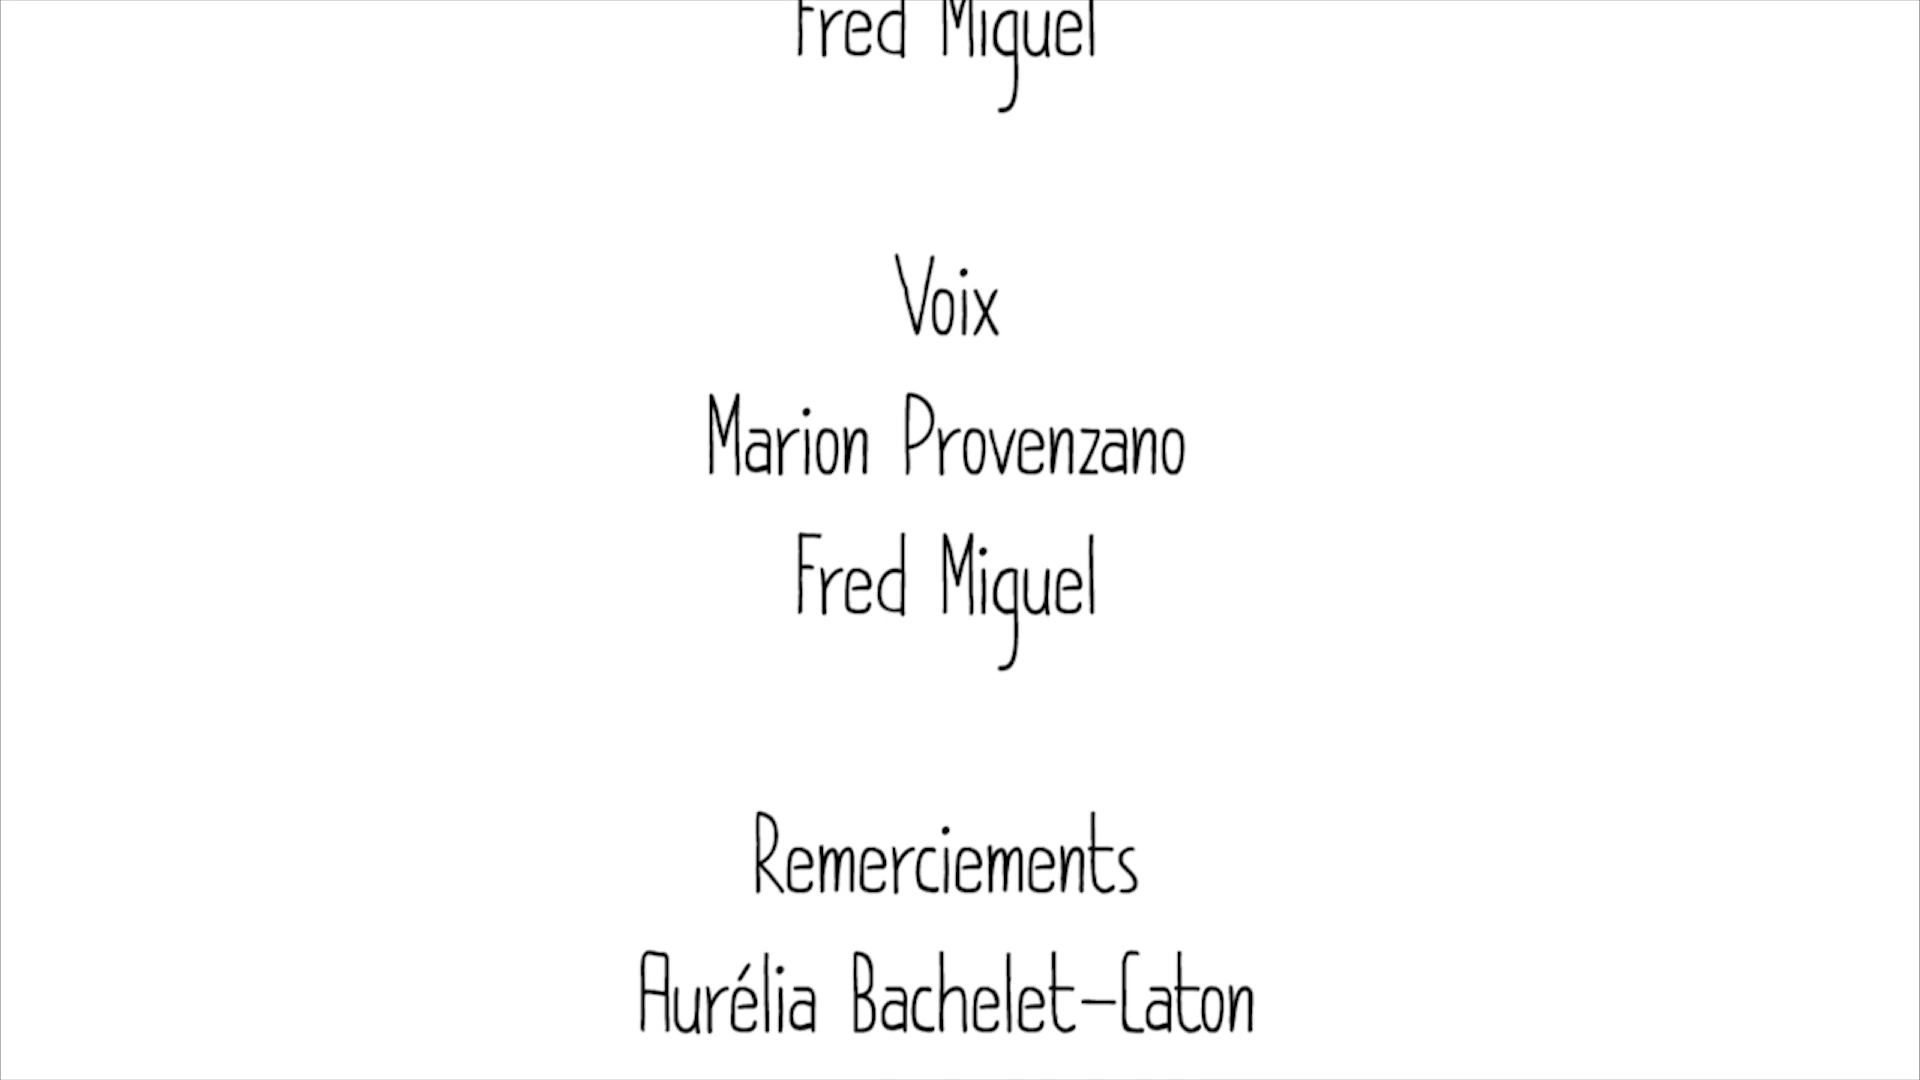 Fred Miguel
Voix
Marion Provenzano
Fred Miguel
Remerciements
Aurélia Bachelet-Caton